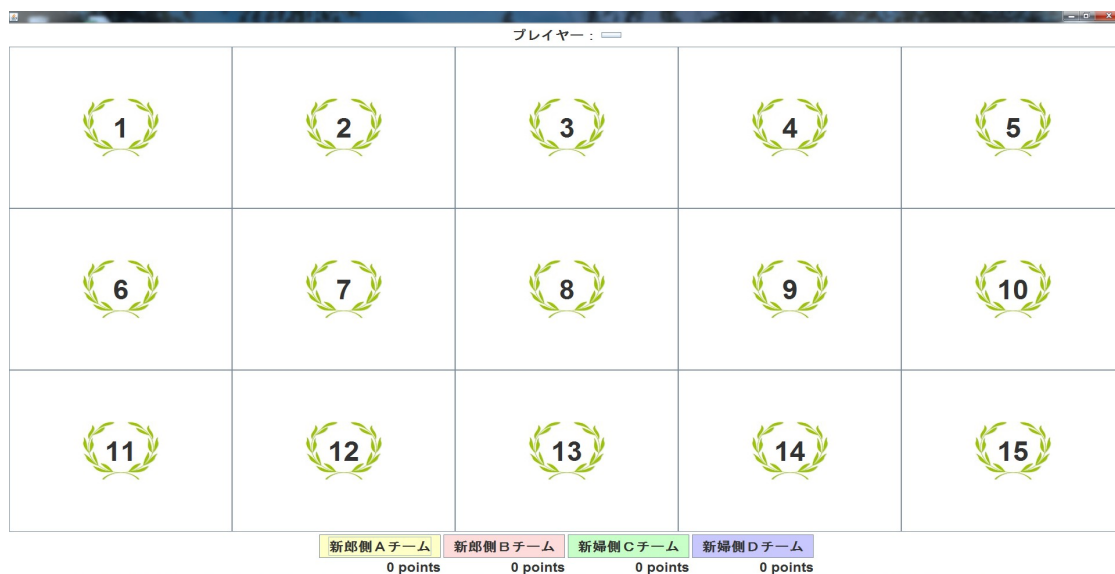 プレイヤー：
1 2 3 4 5
6 7 8 9 10
11 12 13 14 15
新郎側Aチーム 新郎側Bチーム 新婦側Cチーム 新婦側Dチーム
0 points 0 points 0 points 0 points